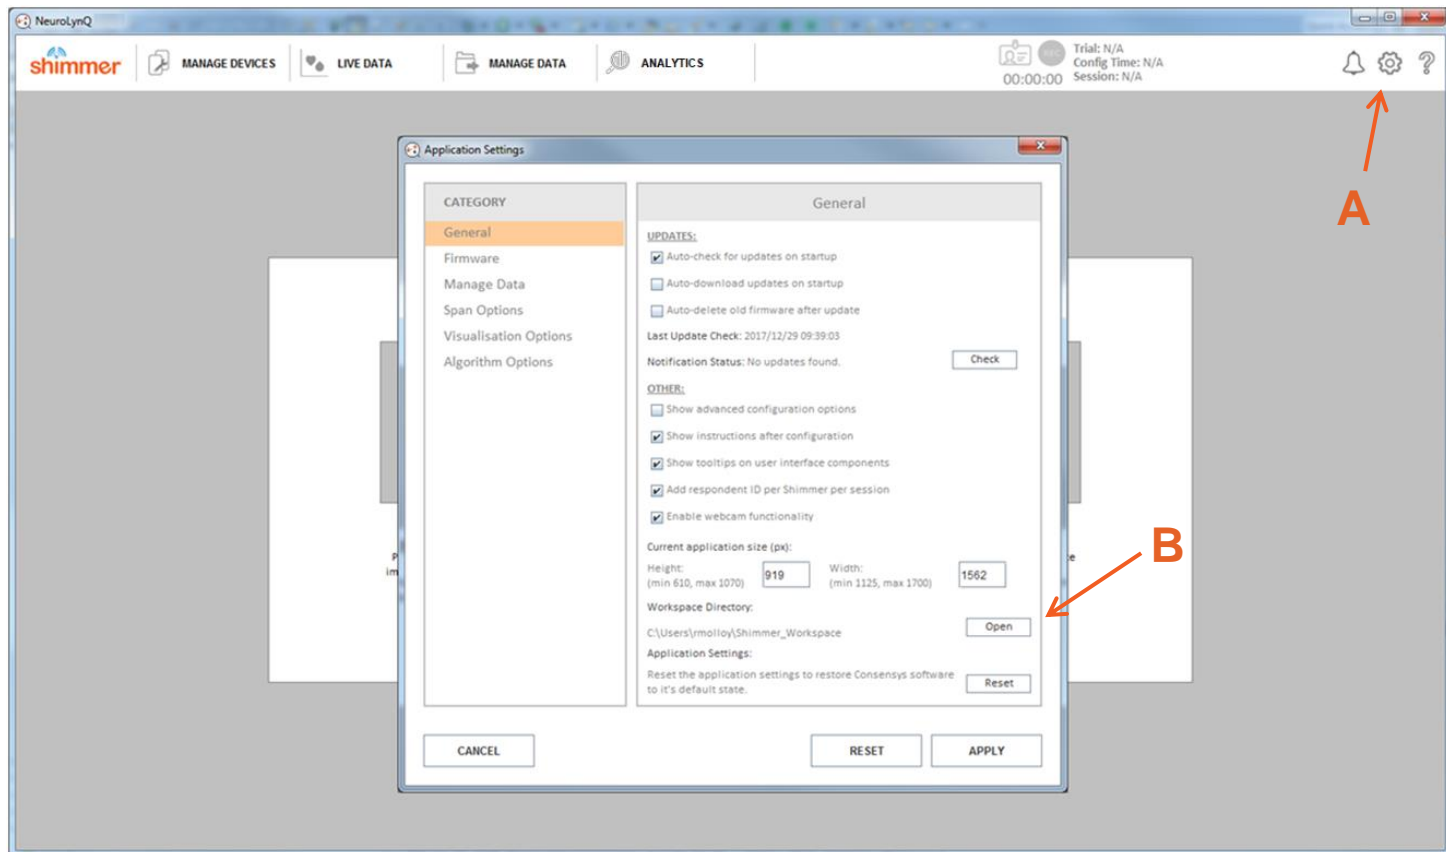 NeuroLynQ
shimmer
MANAGE DEVICES
LIVE DATA
MANAGE DATA
ANALYTICS
REC
00:00:00
Trial: N/A
Config Time: N/A
Session: N/A
A
Application Settings
CATEGORY
General
Firmware
Manage Data
Span Options
Visualisation Options
Algorithm Options
General
UPDATES:
Auto-check for updates on startup
Auto-download updates on startup
Auto-delete old firmware after update
Last Update Check: 2017/12/29 09:39:03
Notification Status: No updates found.
Check
OTHER:
Show advanced configuration options
Show instructions after configuration
Show tooltips on user interface components
Add respondent ID per Shimmer per session
Enable webcam functionality
Current application size (px):
Height:
(min 610, max 1070)
919
Width:
(min 1125, max 1700)
1562
B
Workspace Directory:
C:\Users\rmolloy\Shimmer_Workspace
Open
Application Settings:
Reset the application settings to restore Consensys software
to it's default state.
Reset
CANCEL
RESET
APPLY